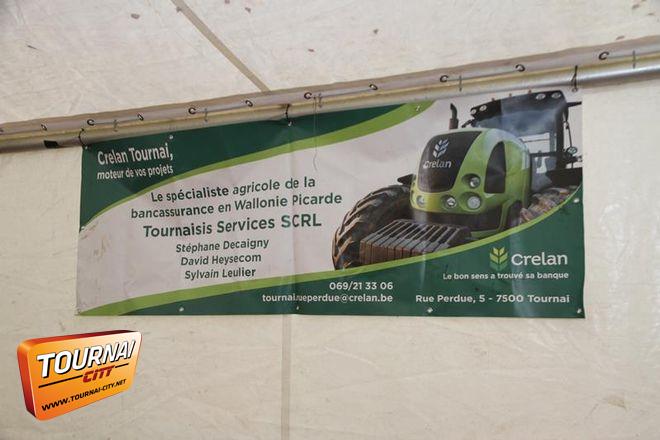 Crelan Tournai,
moteur de vos projets
Le spécialiste agricole de la
bancassurance en Wallonie Picarde
Tournaisis Services SCRL
Stéphane Decaigny
David Heysecom
Sylvain Leulier
069/21 33 06
tournai.rueperdue@crelan.be
Crelan
Crelan
Le bon sens a trouvé sa banque
Rue Perdue, 5 - 7500 Tournai
TOURNAI
CITY
WWW.TOURNAI-CITY.NET